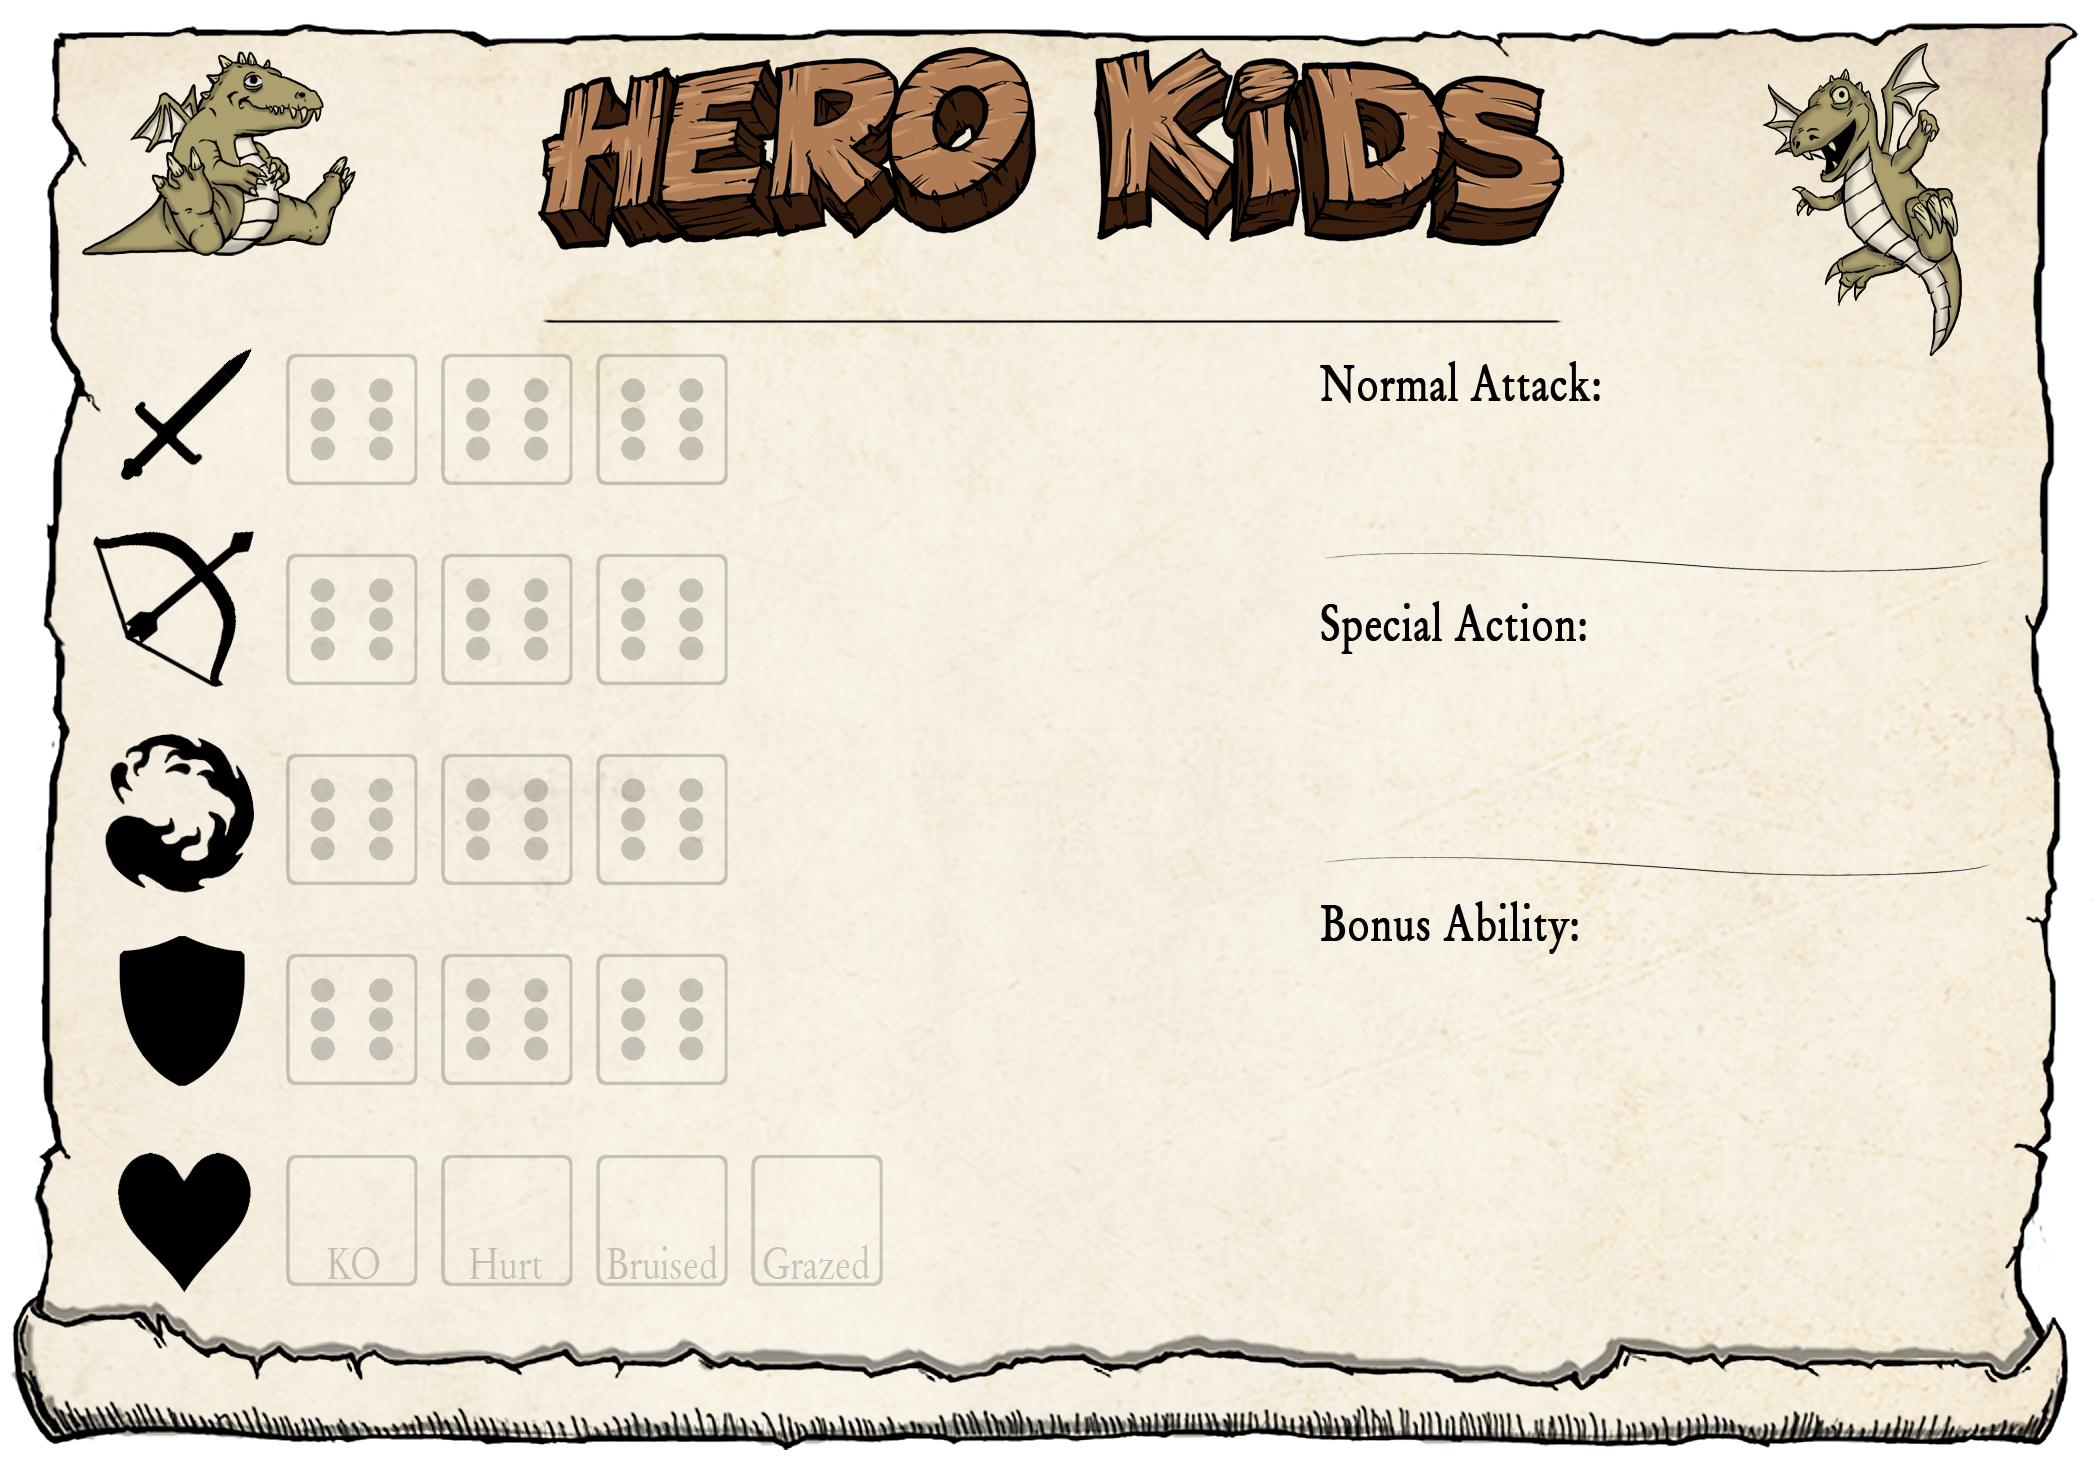 HERO KiDS
Normal Attack:
Special Action:
Bonus Ability:
KO Hurt Bruised Grazed